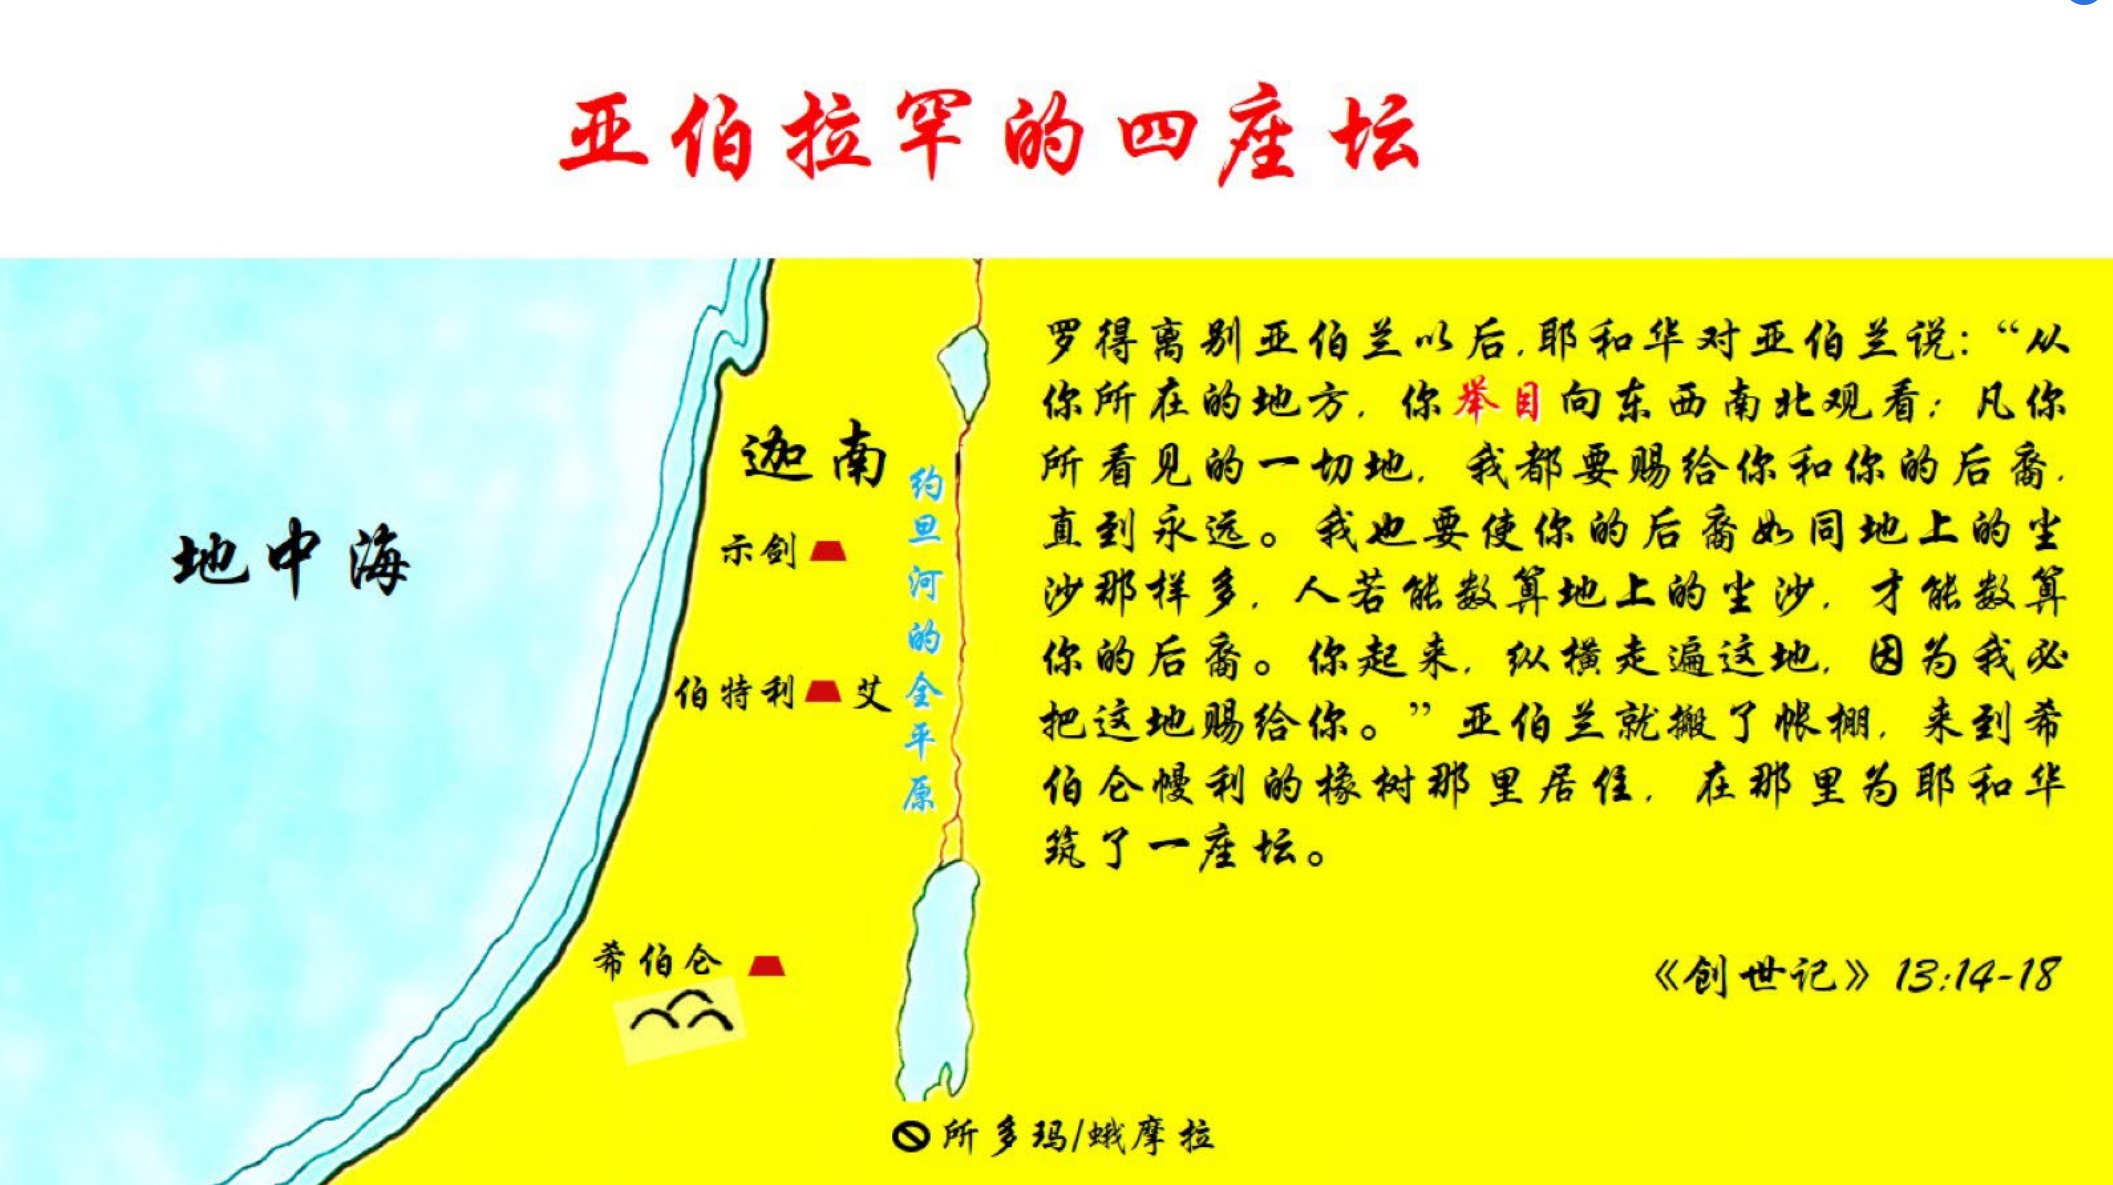 亚伯拉罕的四座坛
罗得离别亚伯兰以后,耶和华对亚伯兰说:“从
你所在的地方,你举目向东西南北观看;凡你
所看见的一切地,我都要赐给你和你的后裔,
直到永远。我也要使你的后裔如同地上的尘
沙那样多,人若能数算地上的尘沙,才能数算
你的后裔。你起来,纵横走遍这地,因为我必
把这地赐给你。”亚伯兰就搬了帐棚,来到希
伯仑幔利的橡树那里居住,在那里为耶和华
筑了一座坛。
《创世记》13:14-18
地中海
迦南
示剑
伯特利 艾
约旦河的全平原
希伯仑
所多玛/蛾摩拉